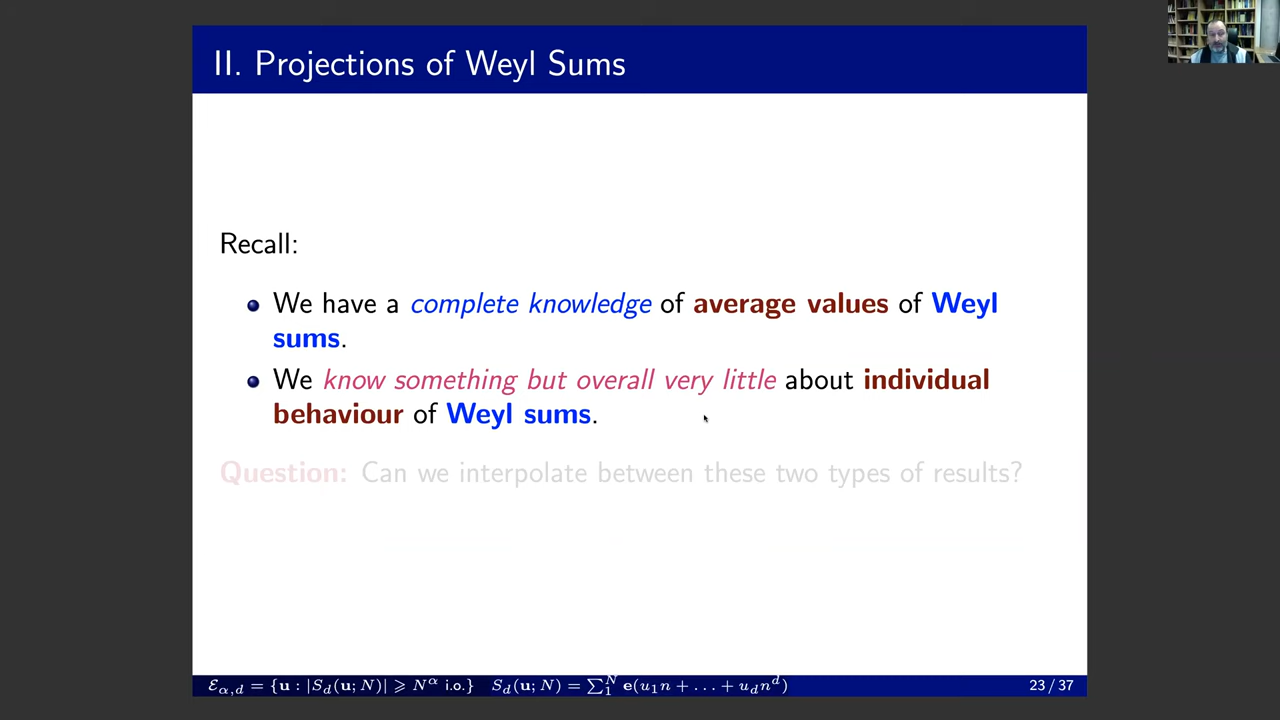 II. Projections of Weyl Sums
Recall:
We have a complete knowledge of average values of Weyl
sums.
We know something but overall very little about individual
behaviour of Weyl sums.
Question: Can we interpolate between these two types of results?
ℰ_{α,d} = {u : |S_d(u; N)| ⩾ N^α i.o.} S_d(u; N) = ∑_1^N e(u_1n + … + u_dn^d) 23 / 37